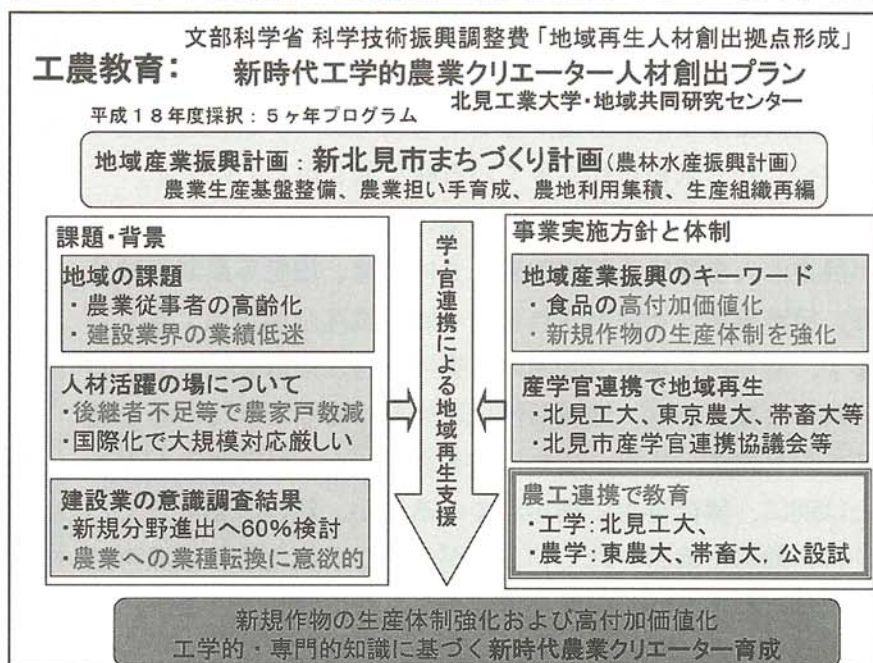 文部科学省 科学技術振興調整費「地域再生人材創出拠点形成」
工農教育： 新時代工学的農業クリエーター人材創出プラン
北見工業大学・地域共同研究センター
平成１８年度採択：５ヶ年プログラム
地域産業振興計画：新北見市まちづくり計画(農林水産振興計画)
農業生産基盤整備、農業担い手育成、農地利用集積、生産組織再編
課題・背景
地域の課題
・農業従事者の高齢化
・建設業界の業績低迷
人材活躍の場について
・後継者不足等で農家戸数減
・国際化で大規模対応厳しい
建設業の意識調査結果
・新規分野進出へ60％検討
・農業への業種転換に意欲的
学・官連携による地域再生支援
事業実施方針と体制
地域産業振興のキーワード
・食品の高付加価値化
・新規作物の生産体制を強化
産学官連携で地域再生
・北見工大、東京農大、帯畜大等
・北見市産学官連携協議会等
農工連携で教育
・工学：北見工大、
・農学：東農大、帯畜大，公設試
新規作物の生産体制強化および高付加価値化
工学的・専門的知識に基づく新時代農業クリエーター育成